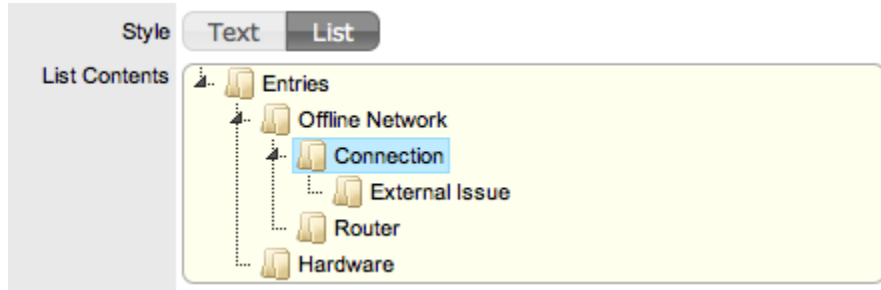 Style Text List
List Contents Entries
Offline Network
Connection
External Issue
Router
Hardware